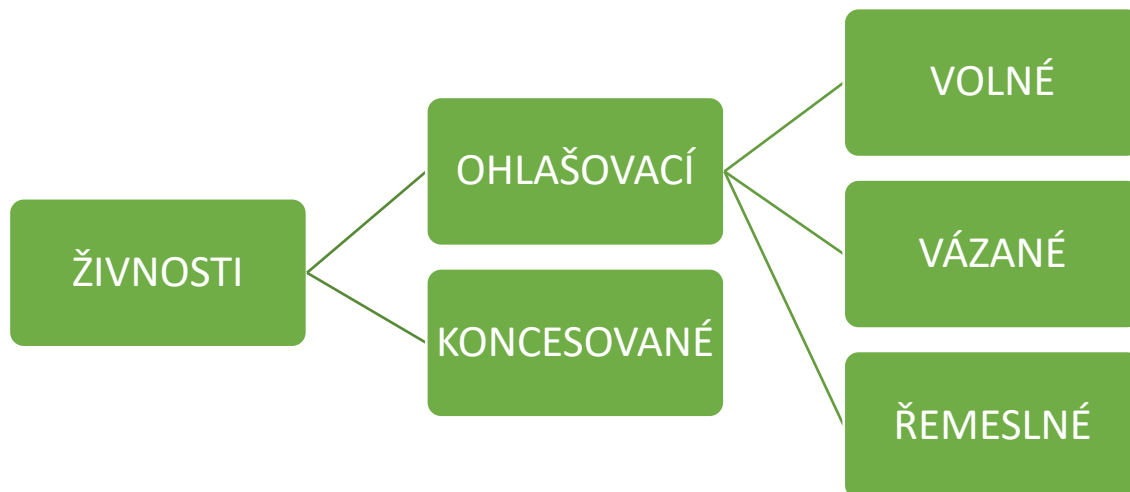 ŽIVNOSTI
OHLAŠOVACÍ
KONCESOVANÉ
VOLNÉ
VÁZANÉ
ŘEMESLNÉ